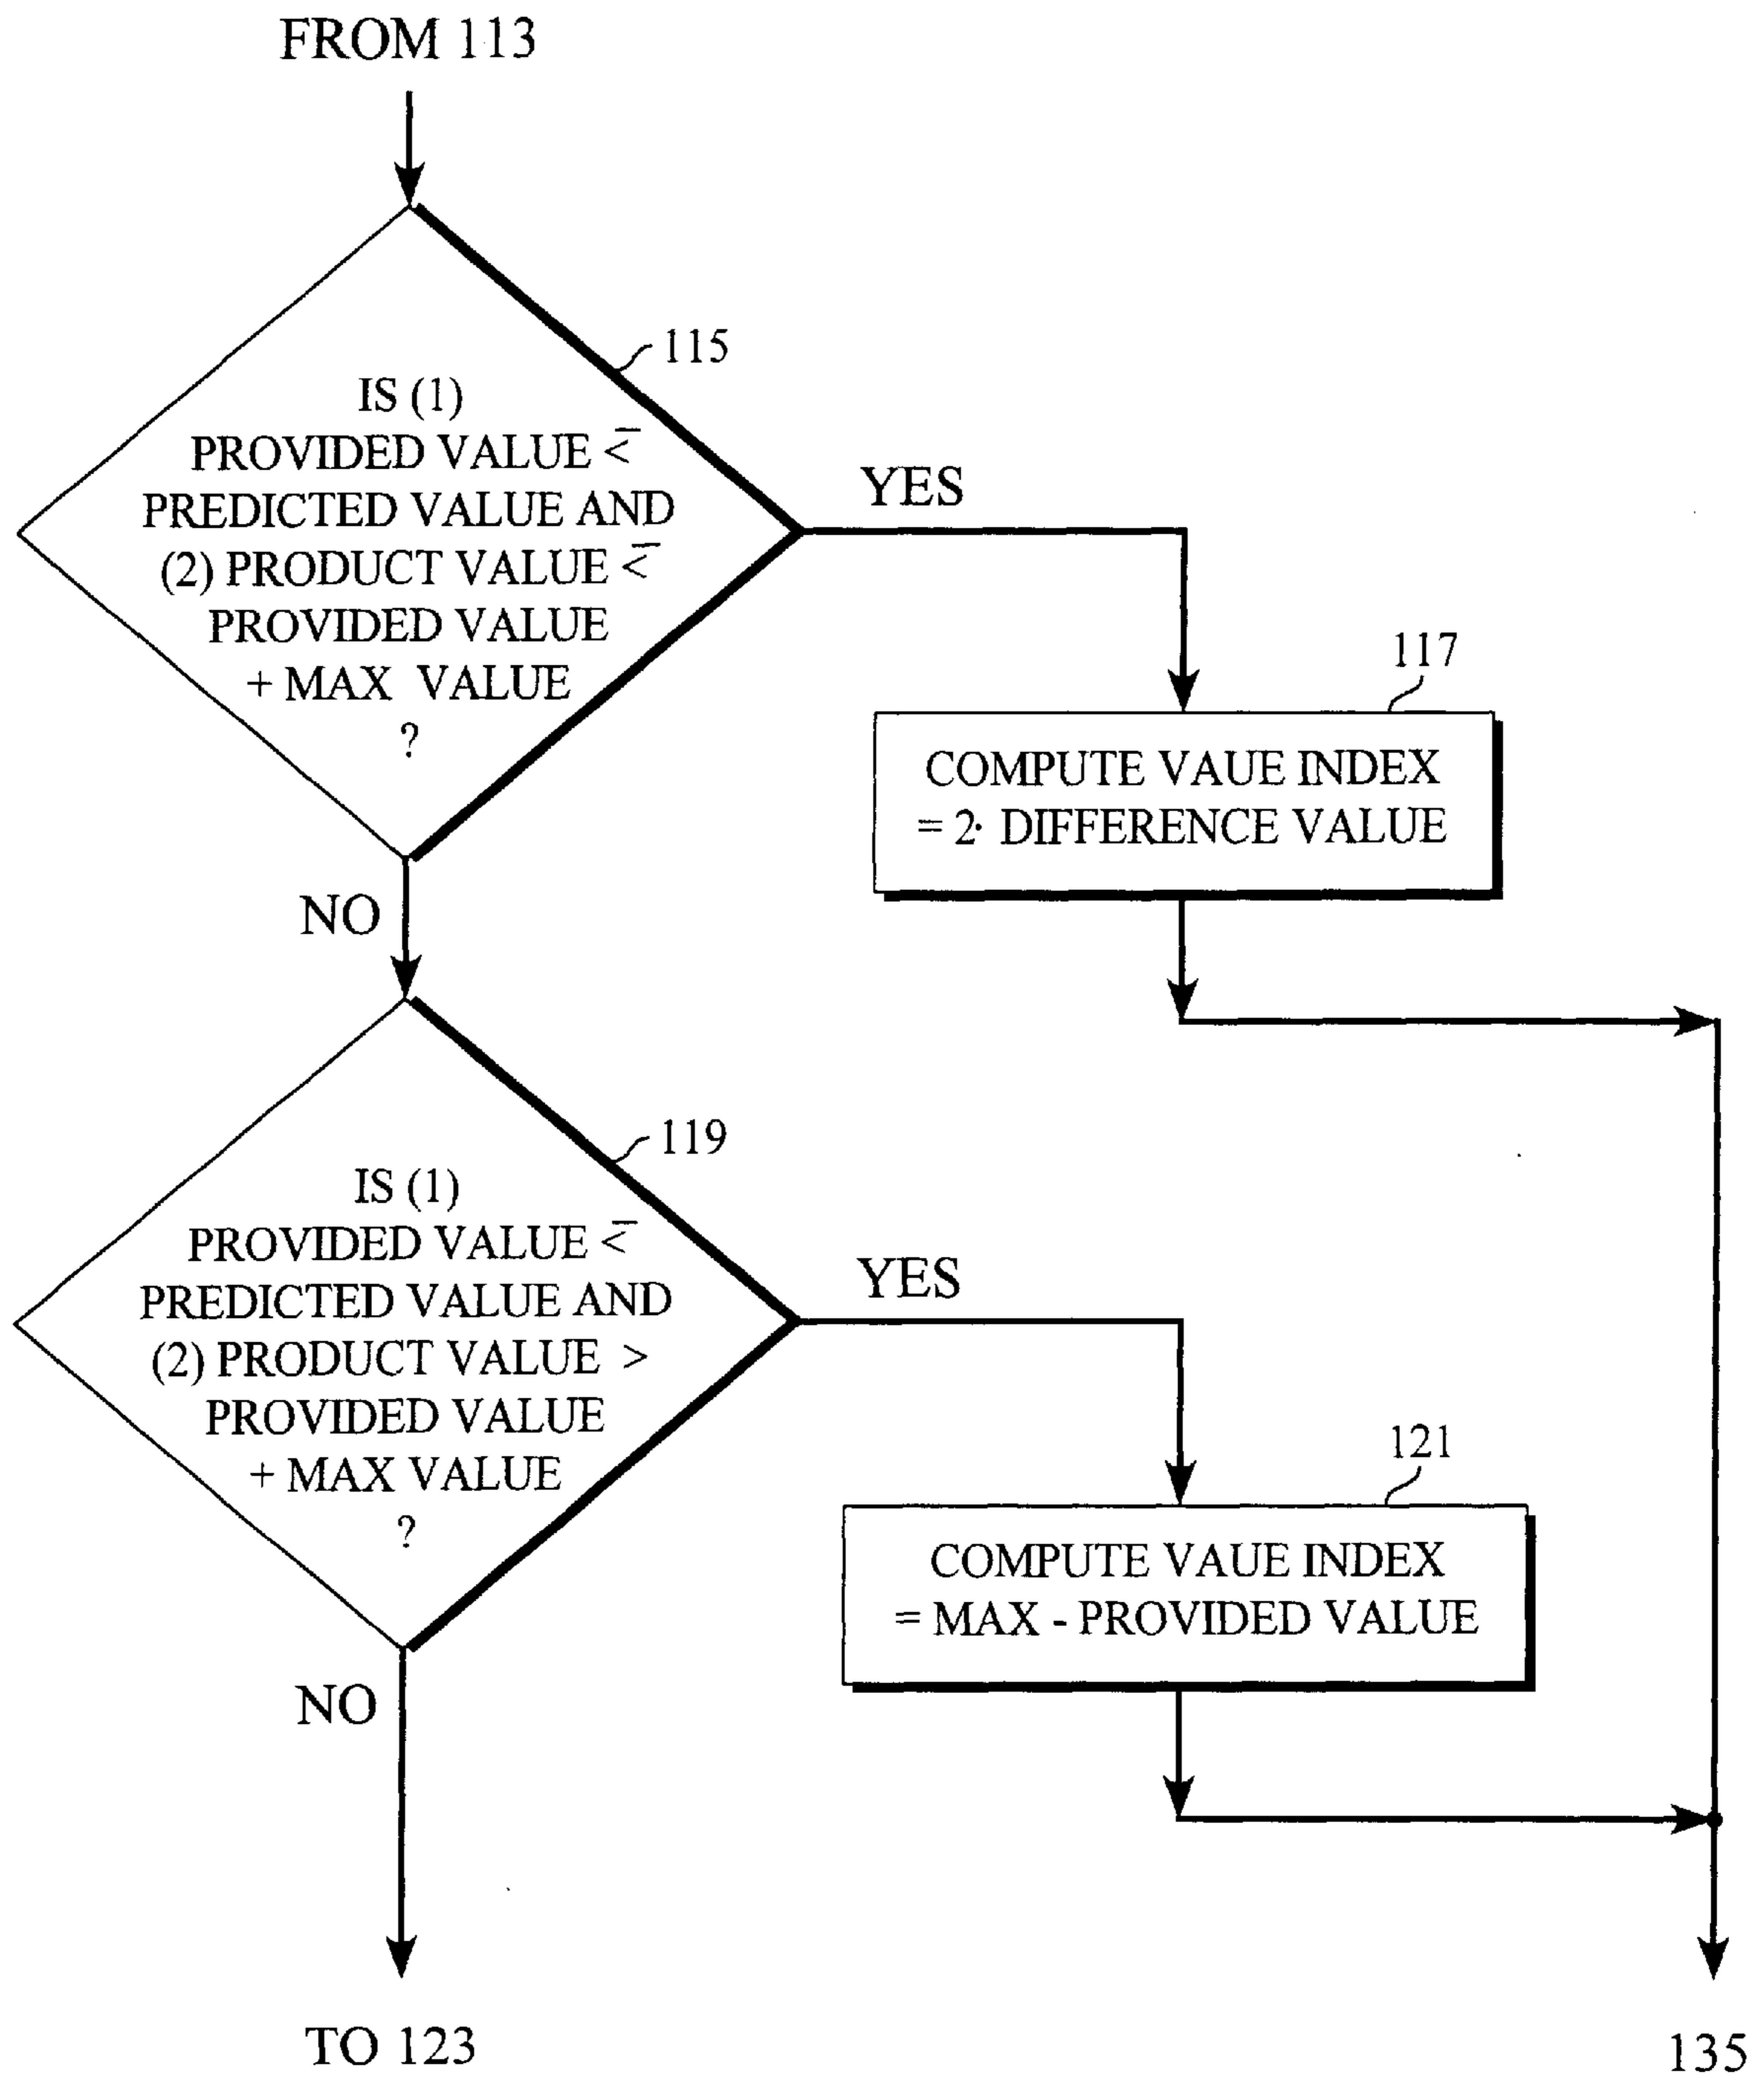 FROM 113
115
IS (1)
PROVIDED VALUE ≤
PREDICTED VALUE AND
(2) PRODUCT VALUE ≤
PROVIDED VALUE
+ MAX VALUE
?
YES
117
COMPUTE VAUE INDEX
= 2· DIFFERENCE VALUE
NO
119
IS (1)
PROVIDED VALUE ≤
PREDICTED VALUE AND
(2) PRODUCT VALUE >
PROVIDED VALUE
+ MAX VALUE
?
YES
121
COMPUTE VAUE INDEX
= MAX - PROVIDED VALUE
NO
TO 123
135